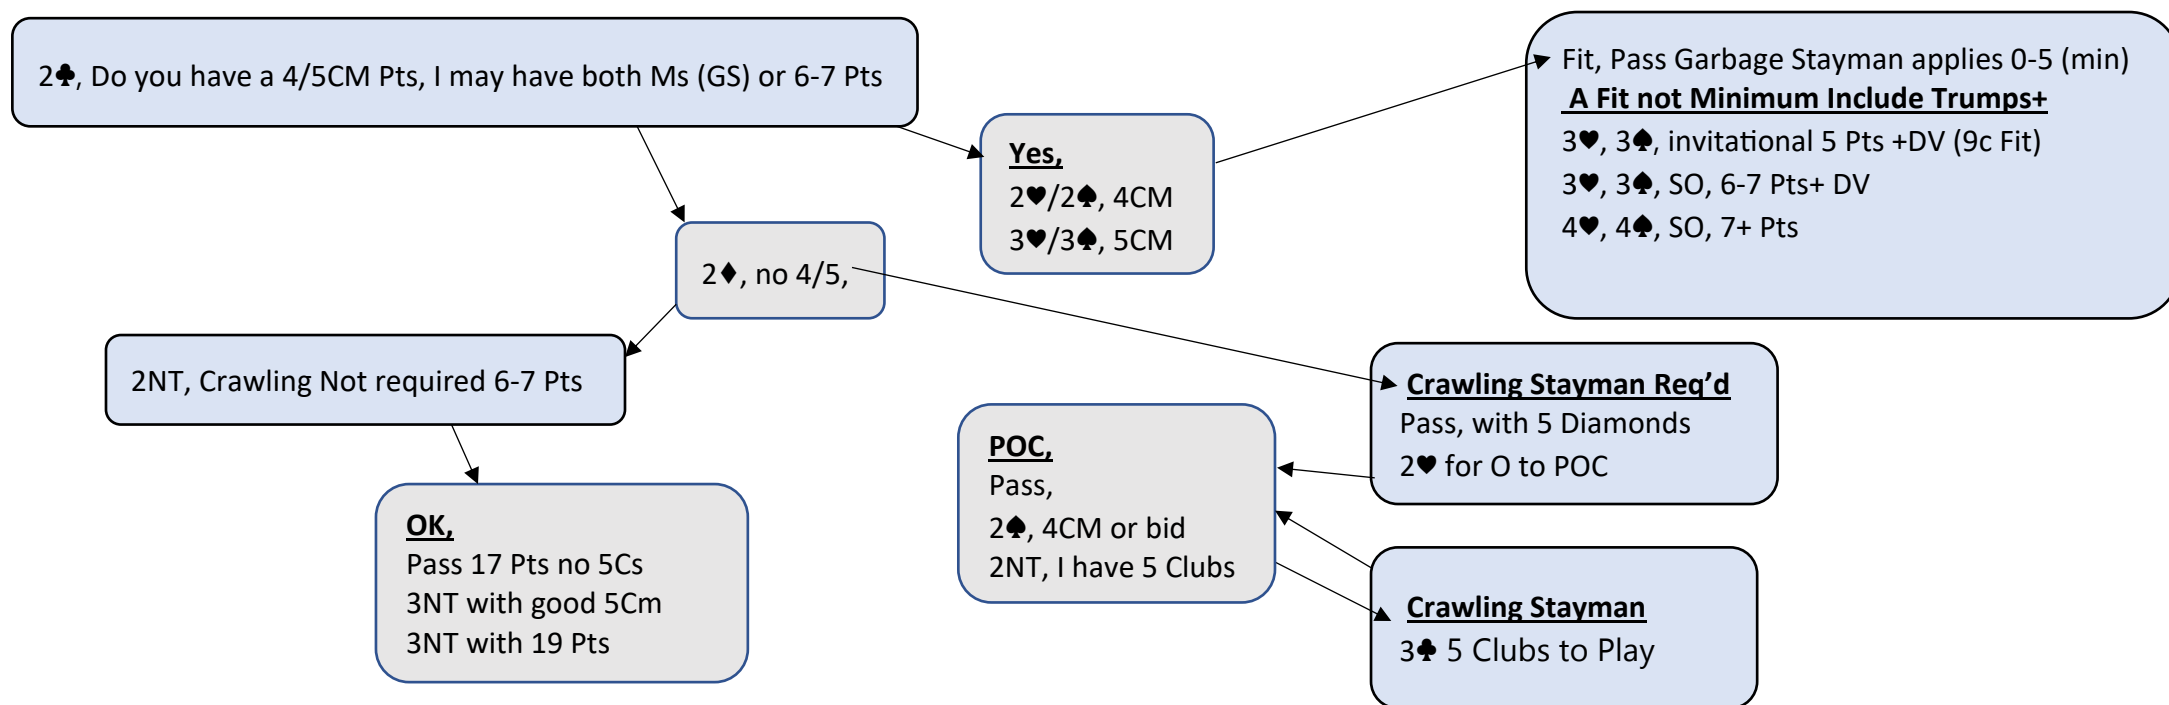 2♣, Do you have a 4/5CM Pts, I may have both Ms (GS) or 6-7 Pts
Fit, Pass Garbage Stayman applies 0-5 (min)
A Fit not Minimum Include Trumps+
3♥, 3♠, invitational 5 Pts +DV (9c Fit)
3♥, 3♠, SO, 6-7 Pts+ DV
4♥, 4♠, SO, 7+ Pts
Yes,
2♥/2♠, 4CM
3♥/3♠, 5CM
2♦, no 4/5,
2NT, Crawling Not required 6-7 Pts
Crawling Stayman Req’d
Pass, with 5 Diamonds
2♥ for O to POC
POC,
Pass,
2♠, 4CM or bid
2NT, I have 5 Clubs
OK,
Pass 17 Pts no 5Cs
3NT with good 5Cm
3NT with 19 Pts
Crawling Stayman
3♣ 5 Clubs to Play